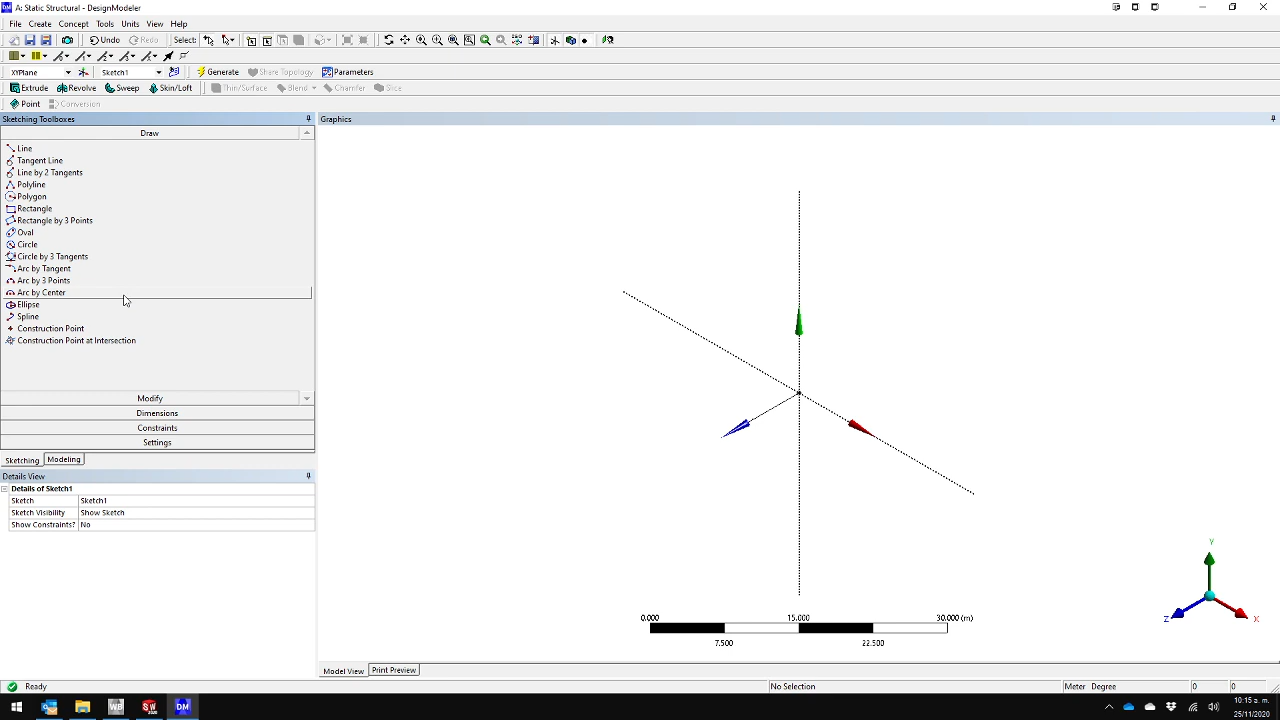 A: Static Structural - DesignModeler
File Create Concept Tools Units View Help
Undo Redo Select:
XYPlane Sketch1 Generate Share Topology Parameters
Extrude Revolve Sweep Skin/Loft Thin/Surface Blend Chamfer Slice
Point Conversion
Sketching Toolboxes
Draw
Line
Tangent Line
Line by 2 Tangents
Polyline
Polygon
Rectangle
Rectangle by 3 Points
Oval
Circle
Circle by 3 Tangents
Arc by Tangent
Arc by 3 Points
Arc by Center
Ellipse
Spline
Construction Point
Construction Point at Intersection
Modify
Dimensions
Constraints
Settings
Sketching Modeling
Details View
Details of Sketch1
Sketch Sketch1
Sketch Visibility Show Sketch
Show Constraints? No
Graphics
0.000 15.000 30.000 (m)
7.500 22.500
Y
Z X
Model View Print Preview
Ready No Selection Meter Degree 0 0
DM
10:15 a. m.
25/11/2020